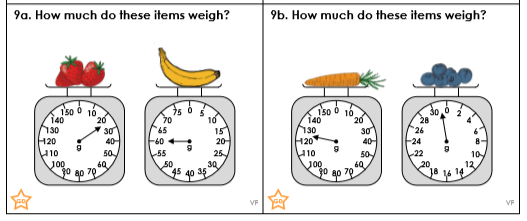 9a. How much do these items weigh?
0 10 20 30 40 50 60 70 80 90 100 110 120 130 140 150
g
0 5 10 15 20 25 30 35 40 45 50 55 60 65 70 75
g
GD
VF
9b. How much do these items weigh?
0 10 20 30 40 50 60 70 80 90 100 110 120 130 140 150
g
0 2 4 6 8 10 12 14 16 18 20 22 24 26 28 30
g
GD
VF